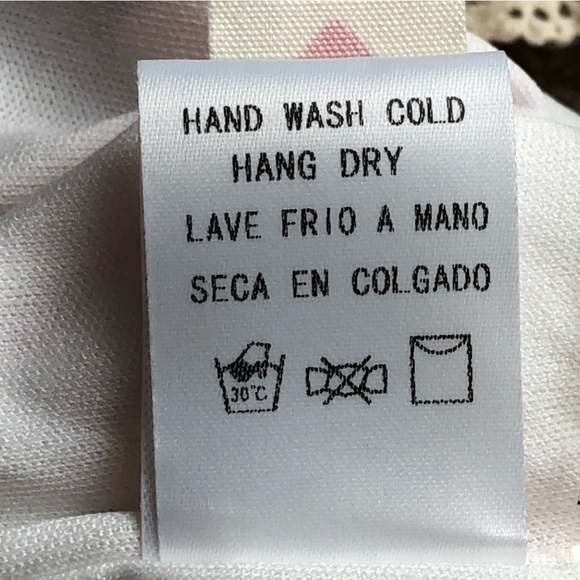 HAND WASH COLD
HANG DRY
LAVE FRIO A MANO
SECA EN COLGADO
30°C